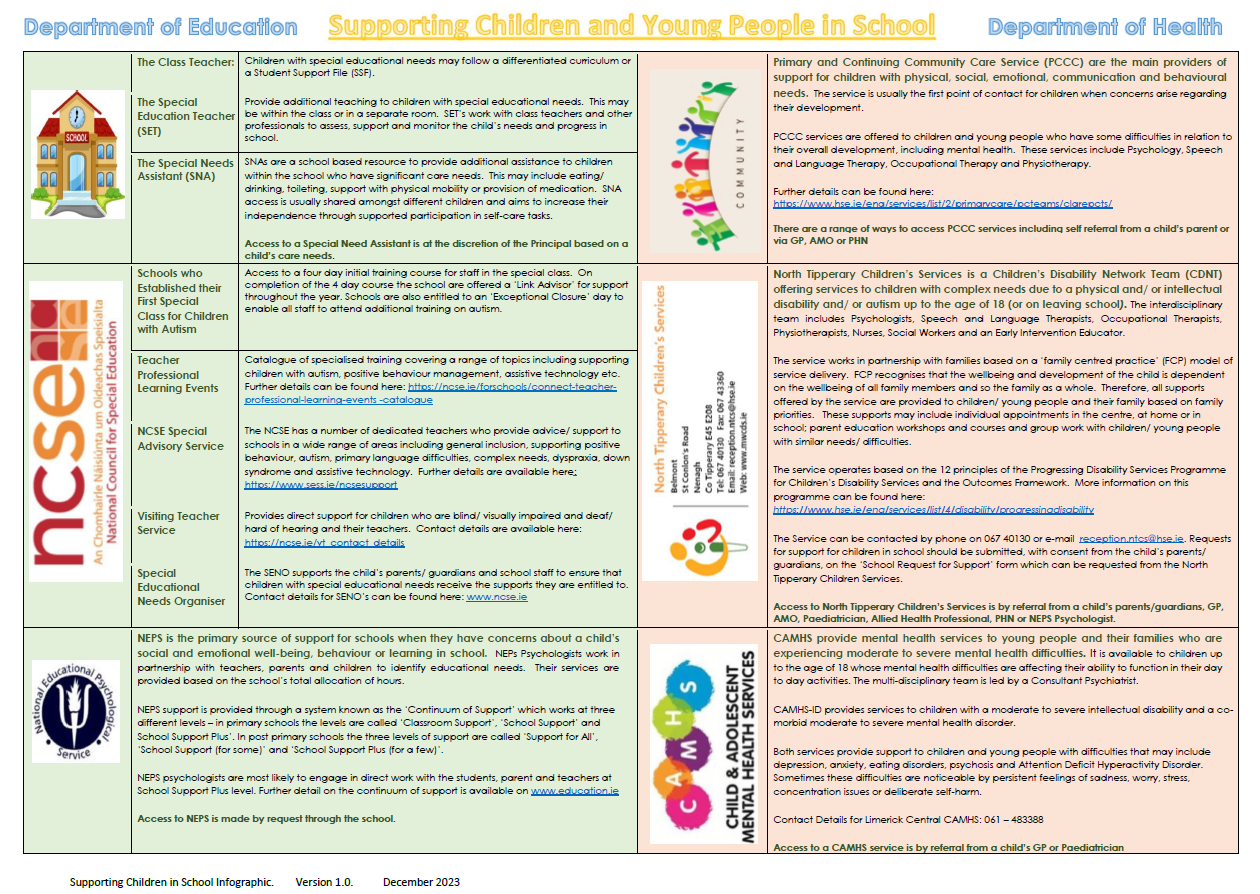 Department of Education
Supporting Children and Young People in School
Department of Health
The Class Teacher:
Children with special educational needs may follow a differentiated curriculum or
a Student Support File (SSF).
The Special
Education Teacher
(SET)
Provide additional teaching to children with special educational needs. This may
be within the class or in a separate room. SET's work with class teachers and other
professionals to assess, support and monitor the child's needs and progress in
school.
The Special Needs
Assistant (SNA)
SNAs are a school based resource to provide additional assistance to children
within the school who have significant care needs. This may include eating/
drinking, toileting, support with physical mobility or provision of medication. SNA
access is usually shared amongst different children and aims to increase their
independence through supported participation in self-care tasks.
Access to a Special Need Assistant is at the discretion of the Principal based on a
child's care needs.
SCHOOL
COMMUNITY
Primary and Continuing Community Care Service (PCCC) are the main providers of
support for children with physical, social, emotional, communication and behavioural
needs. The service is usually the first point of contact for children when concerns arise regarding
their development.
PCCC services are offered to children and young people who have some difficulties in relation to
their overall development, including mental health. These services include Psychology, Speech
and Language Therapy, Occupational Therapy and Physiotherapy.
Further details can be found here:
https://www.hse.ie/eng/services/list/2/primarycare/pcteams/clarepcts/
There are a range of ways to access PCCC services including self referral from a child's parent or
via GP, AMO or PHN
ncse
An Chomhairle Náisiúnta um Oideachas Speisialta
National Council for Special Education
Schools who
Established their
First Special
Class for Children
with Autism
Access to a four day initial training course for staff in the special class. On
completion of the 4 day course the school are offered a 'Link Advisor' for support
throughout the year. Schools are also entitled to an 'Exceptional Closure' day to
enable all staff to attend additional training on autism.
Teacher
Professional
Learning Events
Catalogue of specialised training covering a range of topics including supporting
children with autism, positive behaviour management, assistive technology etc.
Further details can be found here: https://ncse.ie/forschools/connect-teacher-
professional-learning-events -catalogue
NCSE Special
Advisory Service
The NCSE has a number of dedicated teachers who provide advice/ support to
schools in a wide range of areas including general inclusion, supporting positive
behaviour, autism, primary language difficulties, complex needs, dyspraxia, down
syndrome and assistive technology. Further details are available here:
https://www.sess.ie/ncsesupport
Visiting Teacher
Service
Provides direct support for children who are blind/ visually impaired and deaf/
hard of hearing and their teachers. Contact details are available here:
https://ncse.ie/vt_contact_details
Special
Educational
Needs Organiser
The SENO supports the child's parents/ guardians and school staff to ensure that
children with special educational needs receive the supports they are entitled to.
Contact details for SENO's can be found here: www.ncse.ie
North Tipperary Children's Services
Belmont
St Conlon's Road
Nenagh
Co Tipperary E45 E208
Tel: 067 40130 Fax: 067 43360
Email: reception.ntcs@hse.ie
Web: www.mwcds.ie
North Tipperary Children's Services is a Children's Disability Network Team (CDNT)
offering services to children with complex needs due to a physical and/ or intellectual
disability and/ or autism up to the age of 18 (or on leaving school). The interdisciplinary
team includes Psychologists, Speech and Language Therapists, Occupational Therapists,
Physiotherapists, Nurses, Social Workers and an Early Intervention Educator.
The service works in partnership with families based on a 'family centred practice' (FCP) model of
service delivery. FCP recognises that the wellbeing and development of the child is dependent
on the wellbeing of all family members and so the family as a whole. Therefore, all supports
offered by the service are provided to children/ young people and their family based on family
priorities. These supports may include individual appointments in the centre, at home or in
school; parent education workshops and courses and group work with children/ young people
with similar needs/ difficulties.
The service operates based on the 12 principles of the Progressing Disability Services Programme
for Children's Disability Services and the Outcomes Framework. More information on this
programme can be found here:
https://www.hse.ie/eng/services/list/4/disability/progressingdisability
The Service can be contacted by phone on 067 40130 or e-mail reception.ntcs@hse.ie. Requests
for support for children in school should be submitted, with consent from the child's parents/
guardians, on the 'School Request for Support' form which can be requested from the North
Tipperary Children Services.
Access to North Tipperary Children's Services is by referral from a child's parents/guardians, GP,
AMO, Paediatrician, Allied Health Professional, PHN or NEPS Psychologist.
National Educational Psychological
Service
NEPS is the primary source of support for schools when they have concerns about a child's
social and emotional well-being, behaviour or learning in school. NEPs Psychologists work in
partnership with teachers, parents and children to identify educational needs. Their services are
provided based on the school's total allocation of hours.
NEPS support is provided through a system known as the 'Continuum of Support' which works at three
different levels – in primary schools the levels are called 'Classroom Support', 'School Support' and
School Support Plus'. In post primary schools the three levels of support are called 'Support for All',
'School Support (for some)' and 'School Support Plus (for a few)'.
NEPS psychologists are most likely to engage in direct work with the students, parent and teachers at
School Support Plus level. Further detail on the continuum of support is available on www.education.ie
Access to NEPS is made by request through the school.
CAMHS
CHILD & ADOLESCENT
MENTAL HEALTH SERVICES
CAMHS provide mental health services to young people and their families who are
experiencing moderate to severe mental health difficulties. It is available to children up
to the age of 18 whose mental health difficulties are affecting their ability to function in their day
to day activities. The multi-disciplinary team is led by a Consultant Psychiatrist.
CAMHS-ID provides services to children with a moderate to severe intellectual disability and a co-
morbid moderate to severe mental health disorder.
Both services provide support to children and young people with difficulties that may include
depression, anxiety, eating disorders, psychosis and Attention Deficit Hyperactivity Disorder.
Sometimes these difficulties are noticeable by persistent feelings of sadness, worry, stress,
concentration issues or deliberate self-harm.
Contact Details for Limerick Central CAMHS: 061 – 483388
Access to a CAMHS service is by referral from a child's GP or Paediatrician
Supporting Children in School Infographic. Version 1.0. December 2023